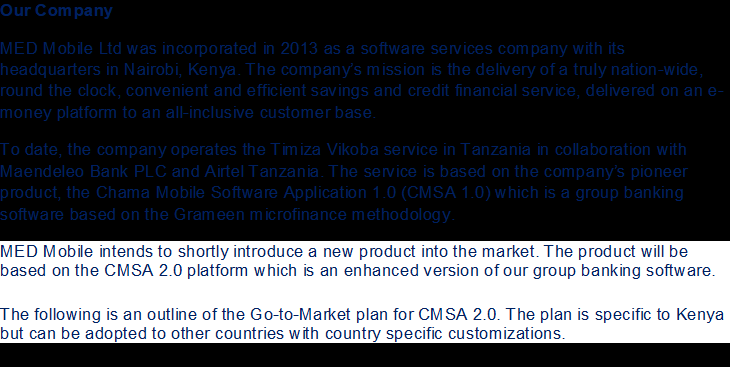 Our Company
MED Mobile Ltd was incorporated in 2013 as a software services company with its
headquarters in Nairobi, Kenya. The company's mission is the delivery of a truly nation-wide,
round the clock, convenient and efficient savings and credit financial service, delivered on an e-
money platform to an all-inclusive customer base.
To date, the company operates the Timiza Vikoba service in Tanzania in collaboration with
Maendeleo Bank PLC and Airtel Tanzania. The service is based on the company's pioneer
product, the Chama Mobile Software Application 1.0 (CMSA 1.0) which is a group banking
software based on the Grameen microfinance methodology.
MED Mobile intends to shortly introduce a new product into the market. The product will be
based on the CMSA 2.0 platform which is an enhanced version of our group banking software.
The following is an outline of the Go-to-Market plan for CMSA 2.0. The plan is specific to Kenya
but can be adopted to other countries with country specific customizations.